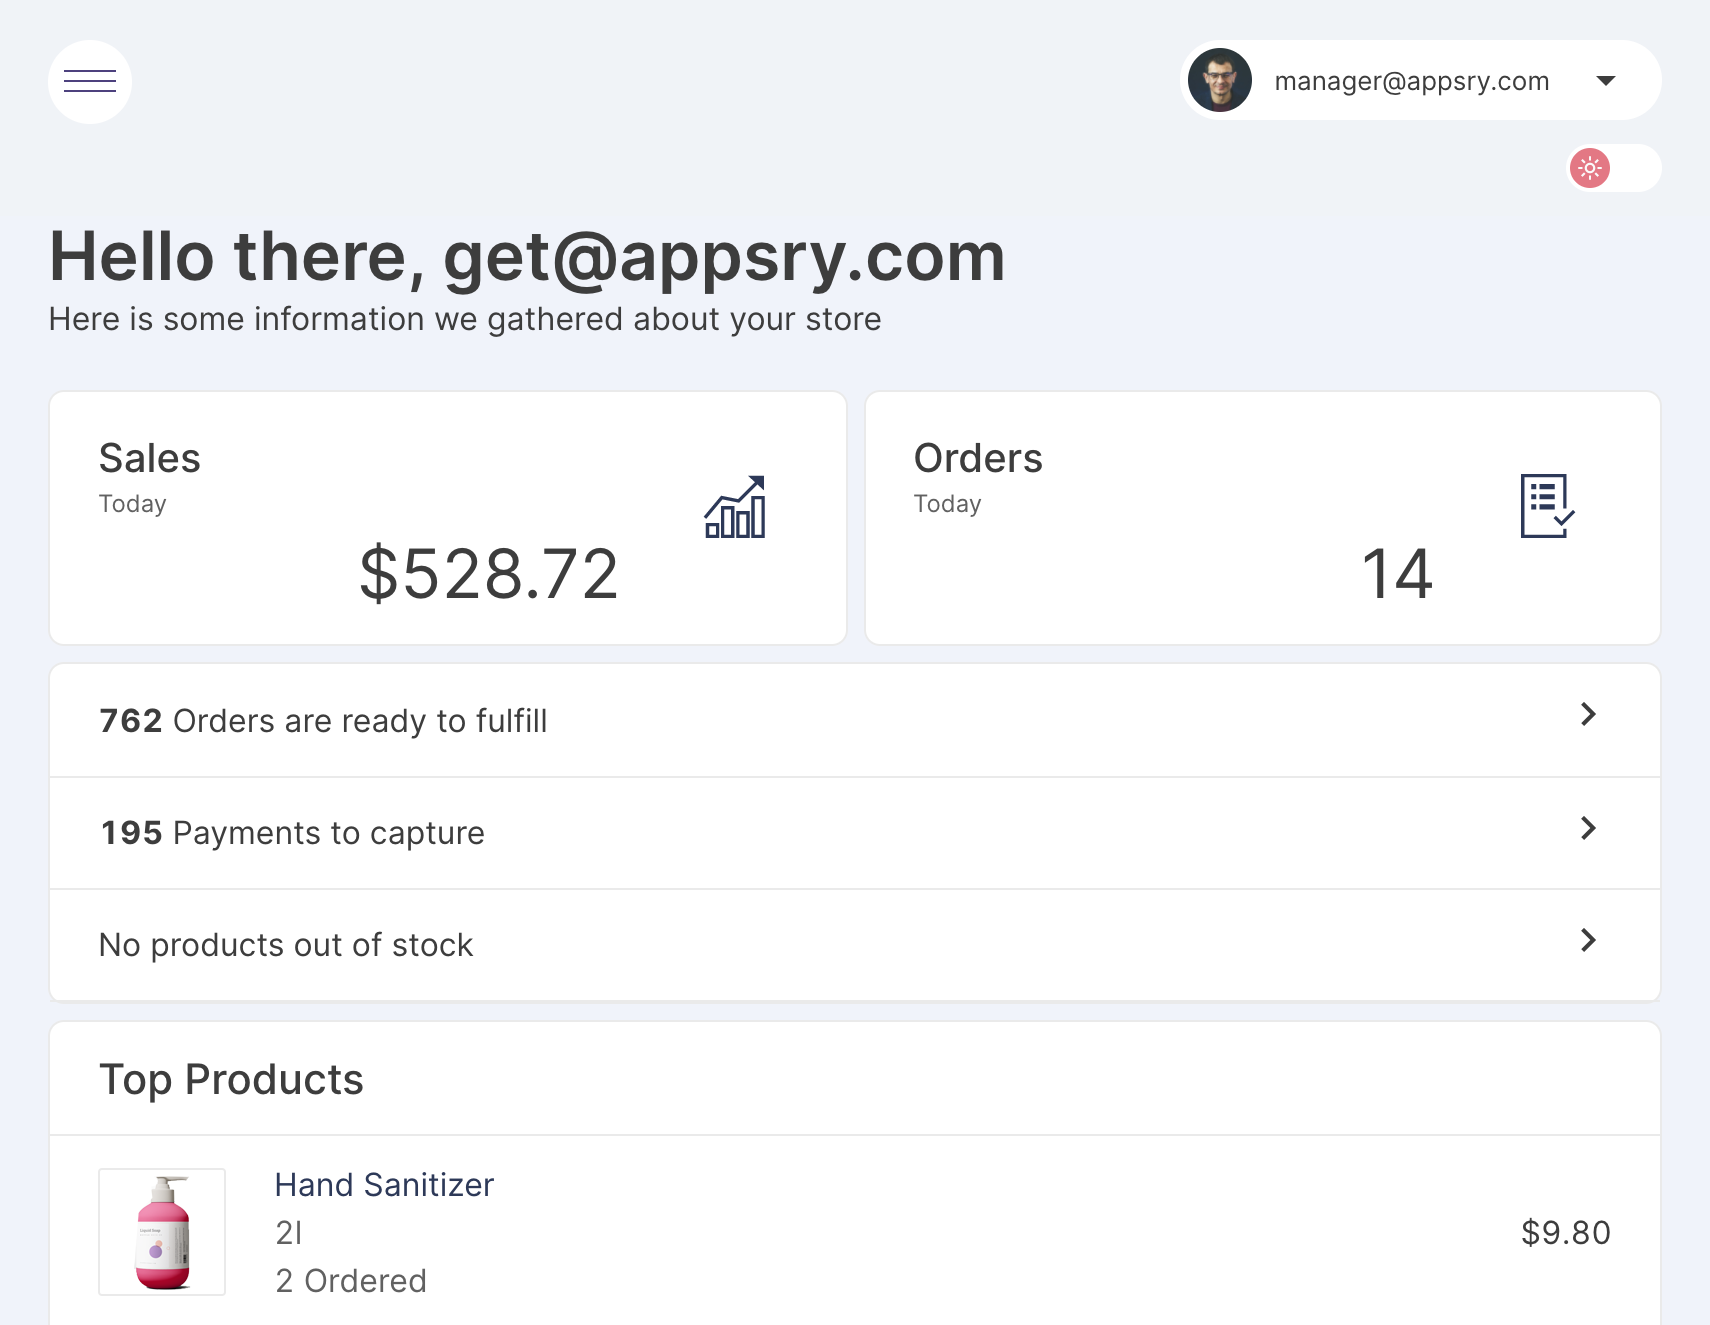 manager@appsry.com
Hello there, get@appsry.com
Here is some information we gathered about your store
Sales
Today
$528.72
Orders
Today
14
762 Orders are ready to fulfill
195 Payments to capture
No products out of stock
Top Products
Hand Sanitizer
2l
2 Ordered
$9.80